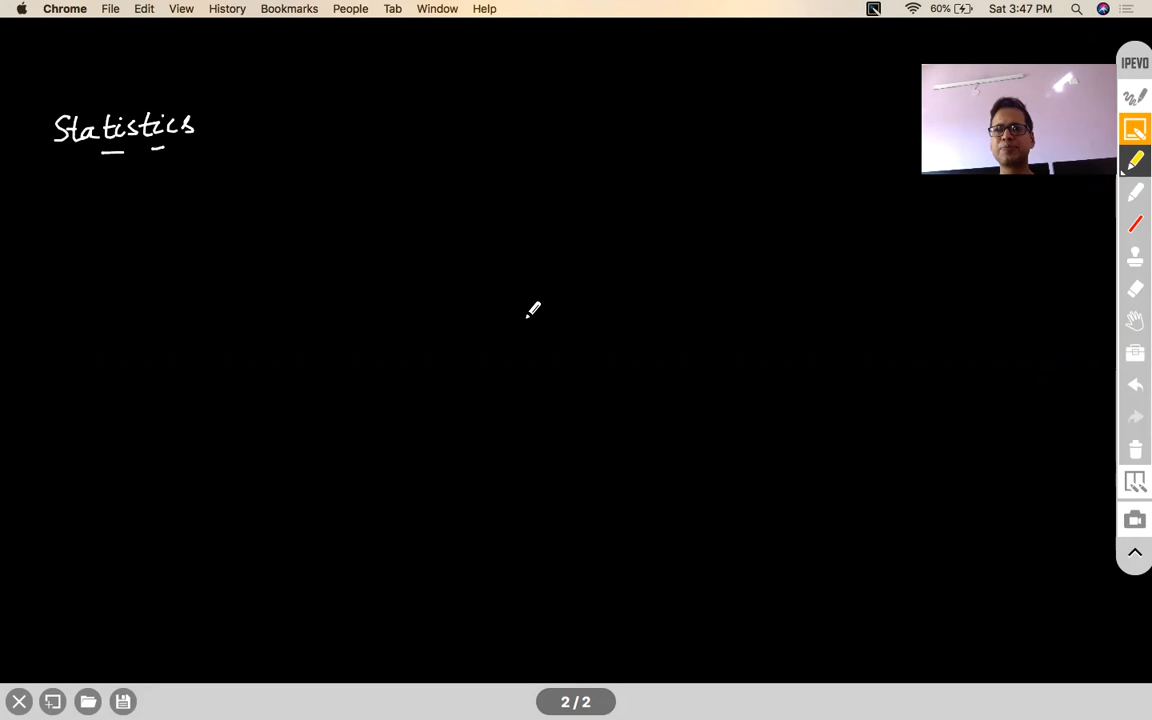 Chrome File Edit View History Bookmarks People Tab Window Help 60% Sat 3:47 PM
IPEVO
Statistics
2 / 2